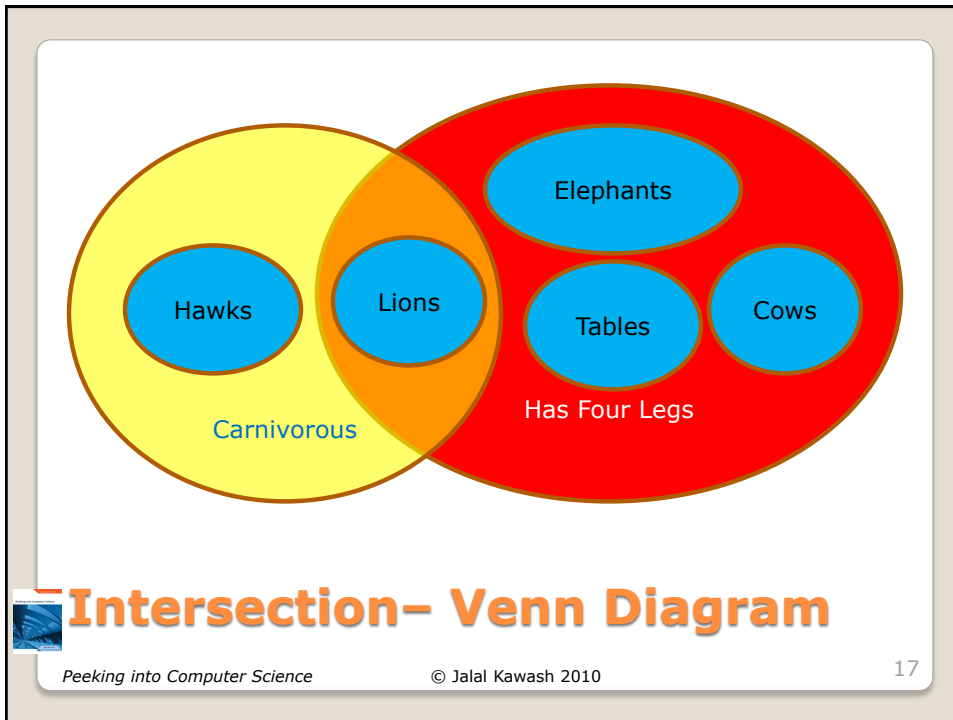 Elephants
Hawks
Lions
Tables
Cows
Carnivorous
Has Four Legs
Intersection– Venn Diagram
Peeking into Computer Science
© Jalal Kawash 2010
17